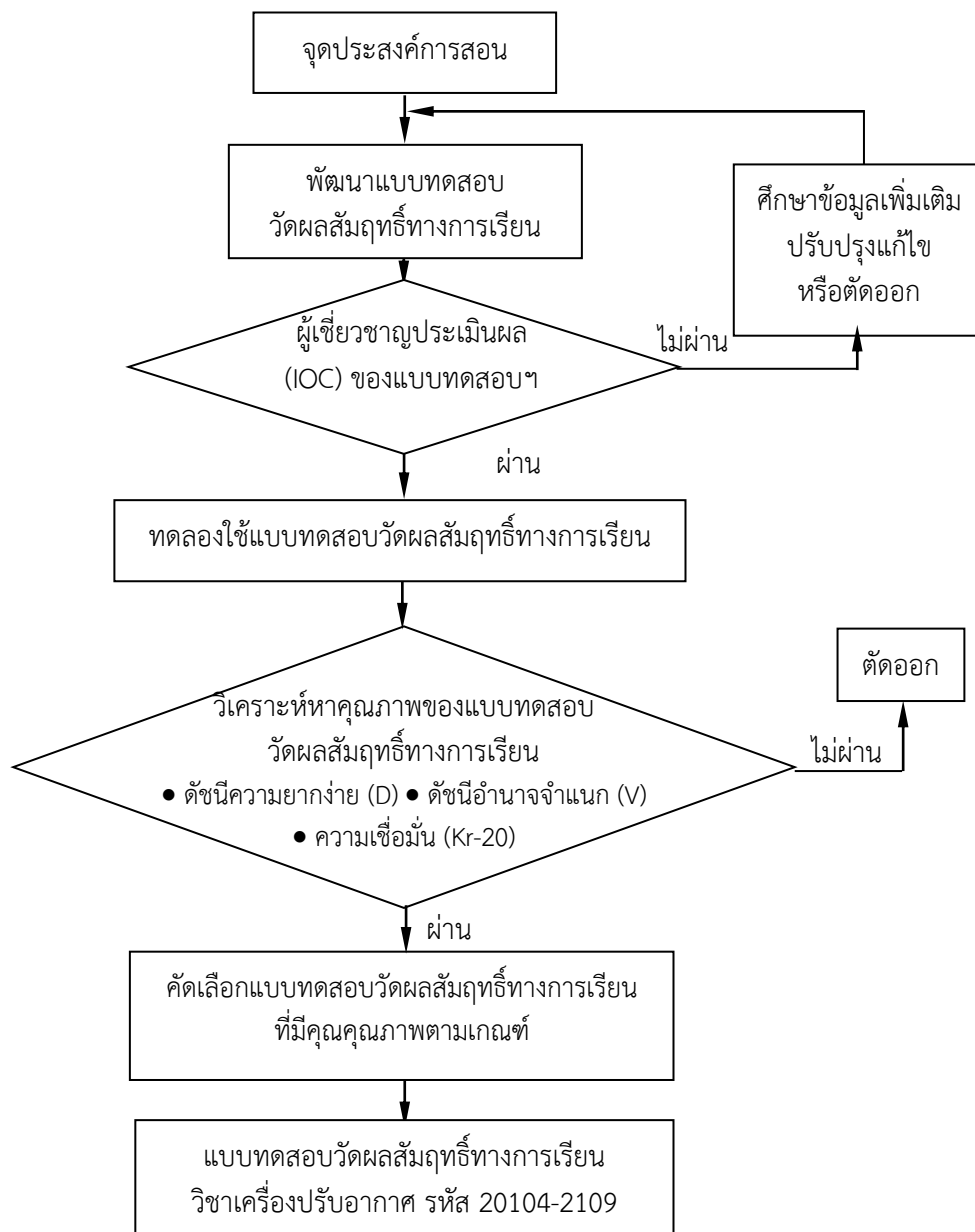 จุดประสงค์การสอน
พัฒนาแบบทดสอบ
วัดผลสัมฤทธิ์ทางการเรียน
ศึกษาข้อมูลเพิ่มเติม
ปรับปรุงแก้ไข
หรือตัดออก
ผู้เชี่ยวชาญประเมินผล
(IOC) ของแบบทดสอบฯ
ไม่ผ่าน
ผ่าน
ทดลองใช้แบบทดสอบวัดผลสัมฤทธิ์ทางการเรียน
วิเคราะห์หาคุณภาพของแบบทดสอบ
วัดผลสัมฤทธิ์ทางการเรียน
● ดัชนีความยากง่าย (D) ● ดัชนีอำนาจจำแนก (V)
● ความเชื่อมั่น (Kr-20)
ไม่ผ่าน
ตัดออก
ผ่าน
คัดเลือกแบบทดสอบวัดผลสัมฤทธิ์ทางการเรียน
ที่มีคุณคุณภาพตามเกณฑ์
แบบทดสอบวัดผลสัมฤทธิ์ทางการเรียน
วิชาเครื่องปรับอากาศ รหัส 20104-2109